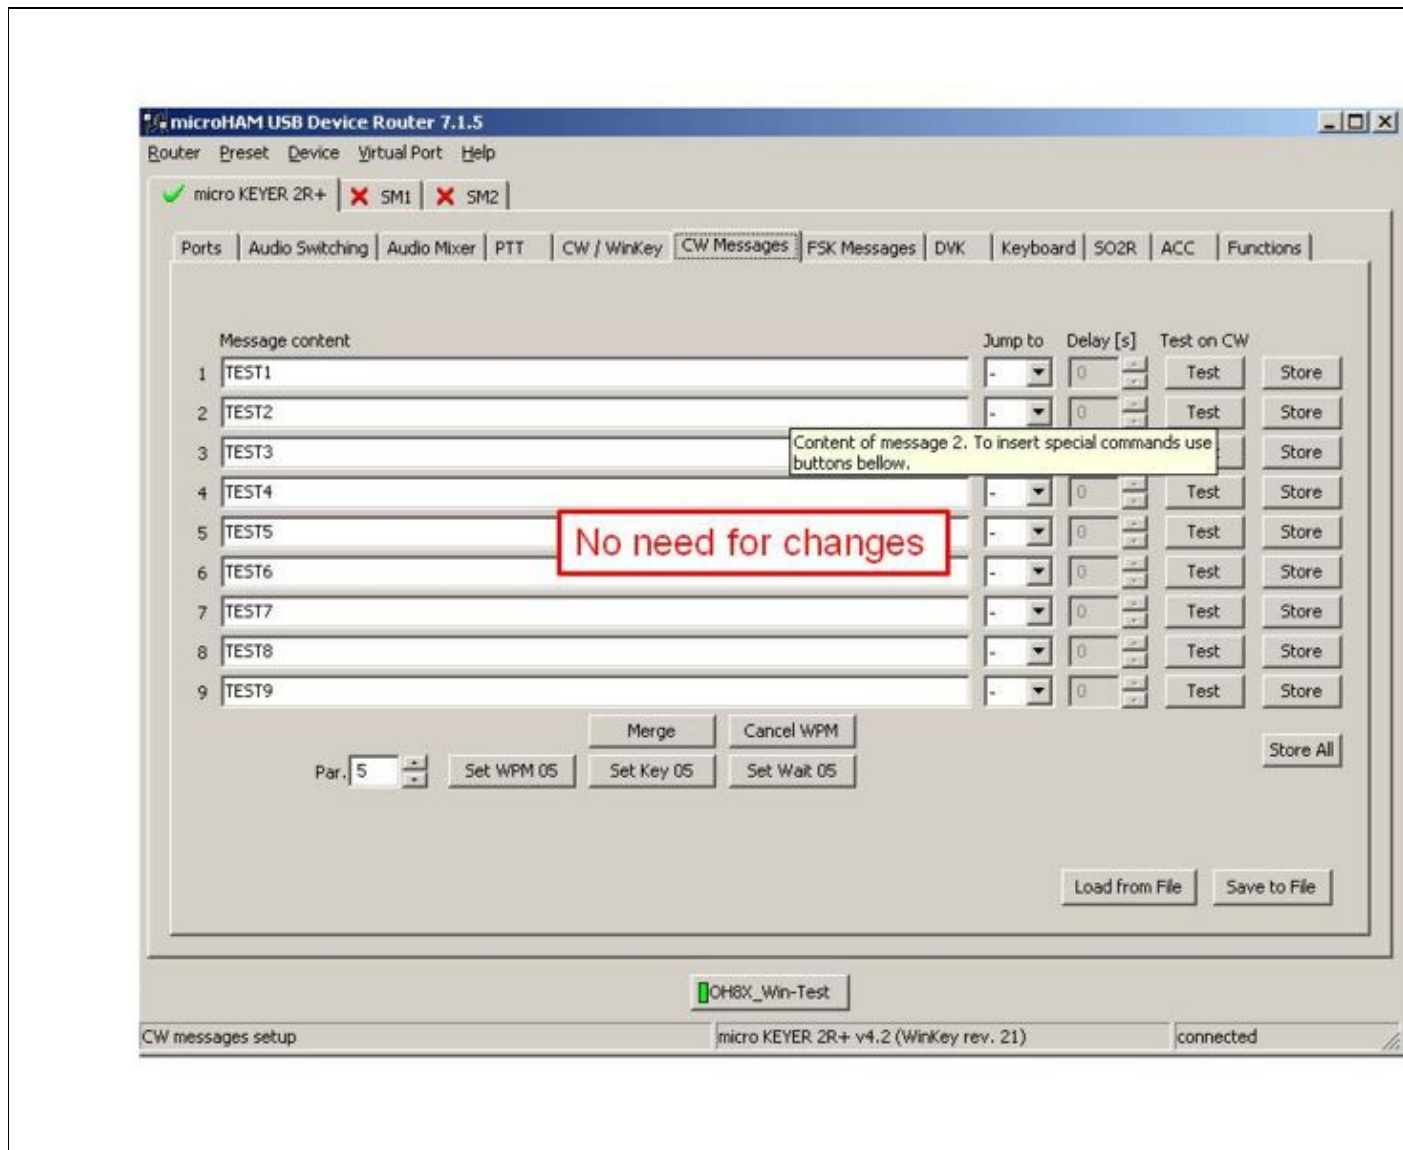 microHAM USB Device Router 7.1.5
Router Preset Device Virtual Port Help
micro KEYER 2R+ SM1 SM2
Ports Audio Switching Audio Mixer PTT CW / WinKey CW Messages FSK Messages DVK Keyboard SO2R ACC Functions
Message content Jump to Delay [s] Test on CW
1 TEST1 - 0 Test Store
2 TEST2 - 0 Test Store
Content of message 2. To insert special commands use
buttons bellow.
3 TEST3 Store
4 TEST4 - 0 Test Store
5 TEST5 - 0 Test Store
No need for changes
6 TEST6 - 0 Test Store
7 TEST7 - 0 Test Store
8 TEST8 - 0 Test Store
9 TEST9 - 0 Test Store
Merge Cancel WPM
Store All
Par. 5 Set WPM 05 Set Key 05 Set Wait 05
Load from File Save to File
OH8X_Win-Test
CW messages setup micro KEYER 2R+ v4.2 (WinKey rev. 21) connected